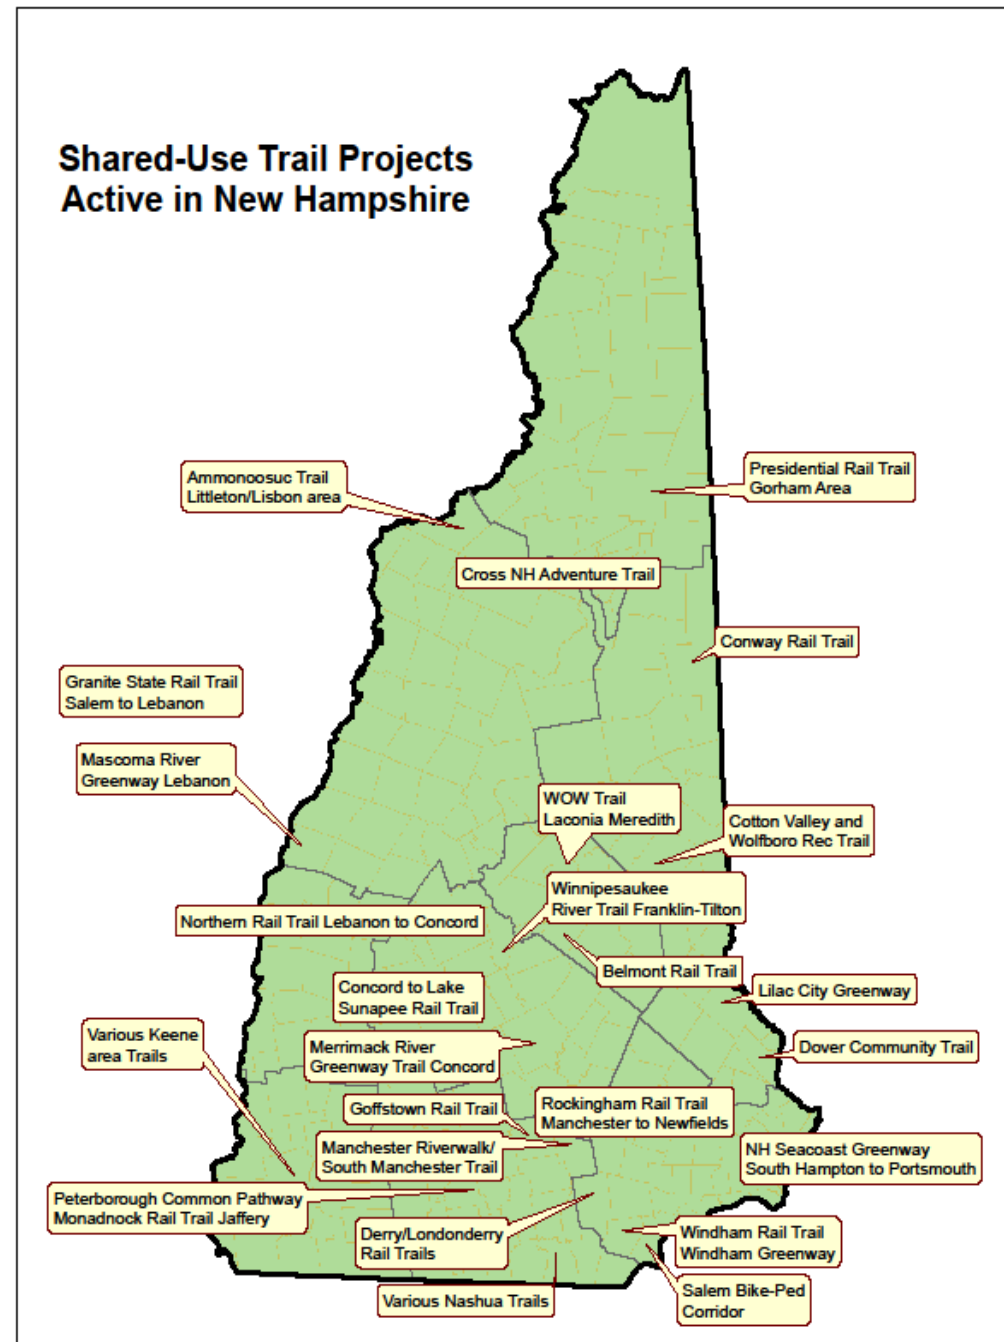 Shared-Use Trail Projects
Active in New Hampshire
Ammonoosuc Trail
Littleton/Lisbon area
Presidential Rail Trail
Gorham Area
Cross NH Adventure Trail
Conway Rail Trail
Granite State Rail Trail
Salem to Lebanon
Mascoma River
Greenway Lebanon
WOW Trail
Laconia Meredith
Cotton Valley and
Wolfboro Rec Trail
Winnipesaukee
River Trail Franklin-Tilton
Northern Rail Trail Lebanon to Concord
Belmont Rail Trail
Concord to Lake
Sunapee Rail Trail
Lilac City Greenway
Various Keene
area Trails
Merrimack River
Greenway Trail Concord
Dover Community Trail
Goffstown Rail Trail
Rockingham Rail Trail
Manchester to Newfields
Manchester Riverwalk/
South Manchester Trail
NH Seacoast Greenway
South Hampton to Portsmouth
Peterborough Common Pathway
Monadnock Rail Trail Jaffery
Derry/Londonderry
Rail Trails
Windham Rail Trail
Windham Greenway
Various Nashua Trails
Salem Bike-Ped
Corridor